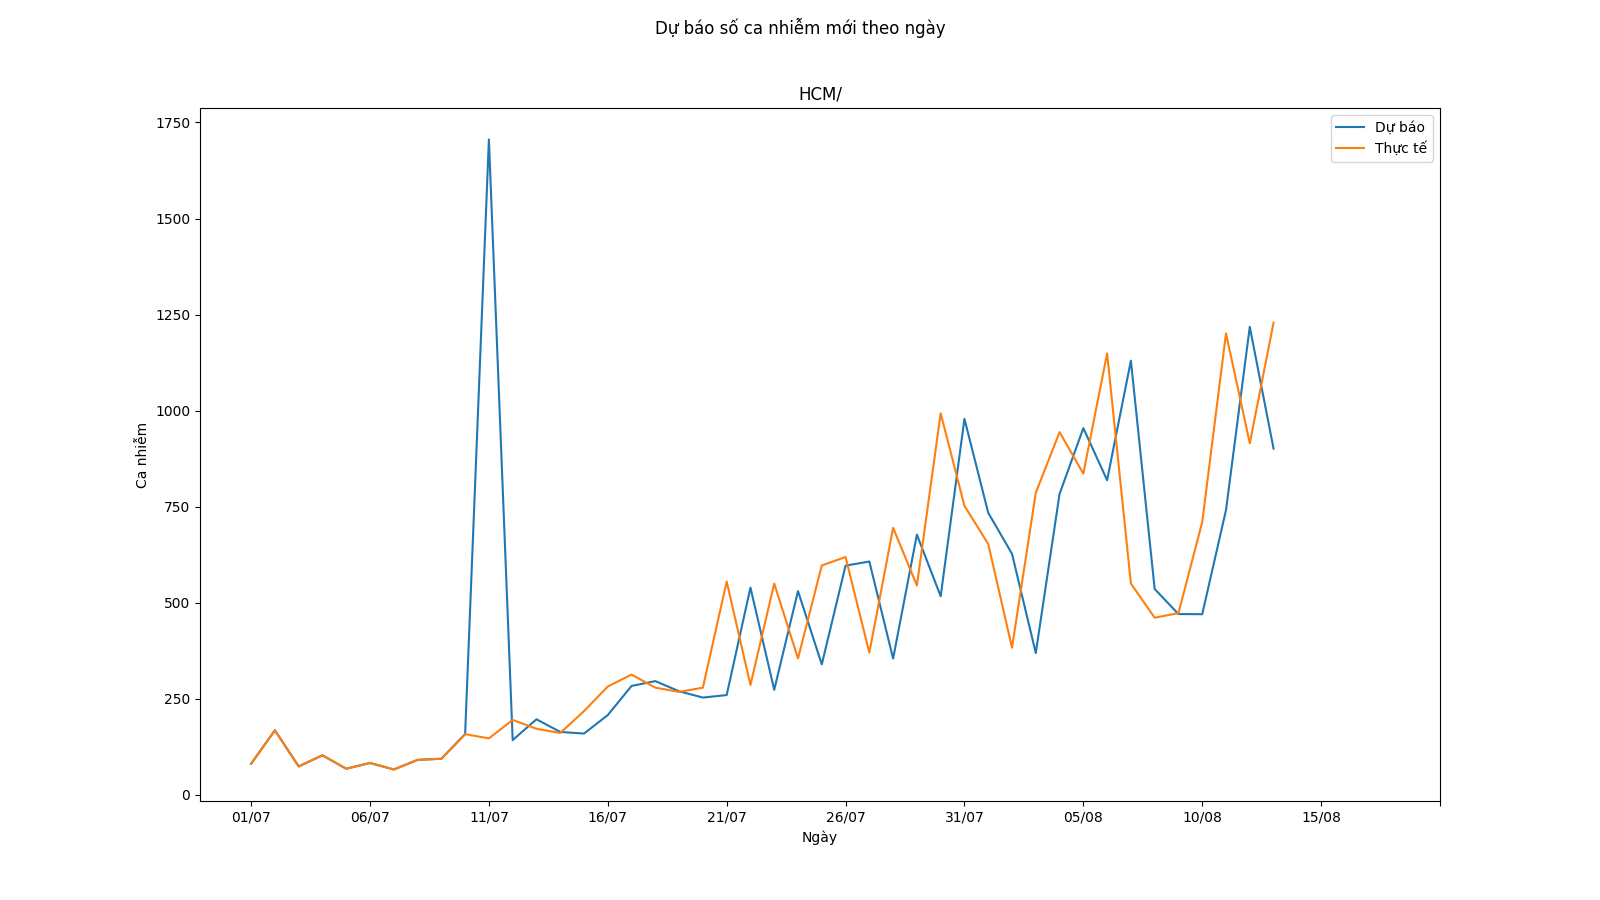 Dự báo số ca nhiễm mới theo ngày
HCM/
Dự báo
Thực tế
1750
1500
1250
1000
750
500
250
0
Ca nhiễm
01/07 06/07 11/07 16/07 21/07 26/07 31/07 05/08 10/08 15/08
Ngày